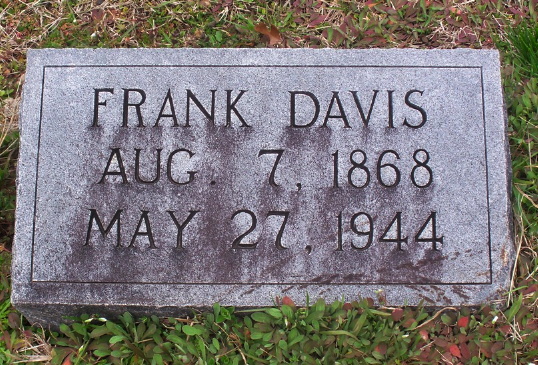 FRANK DAVIS
AUG. 7, 1868
MAY 27, 1944